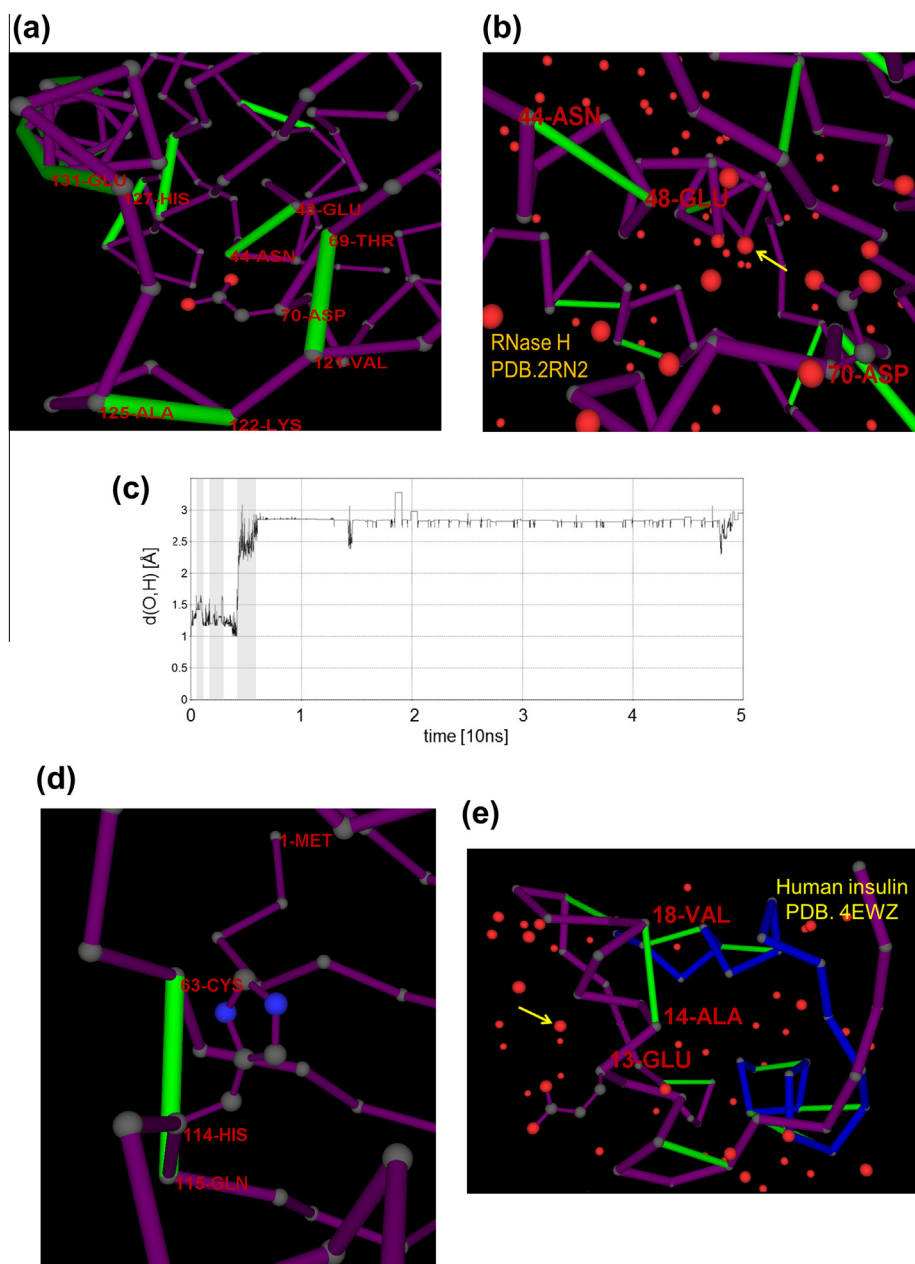 (a)
131-GLU
127-HIS
48-GLU
69-THR
44-ASN
70-ASP
121-VAL
125-ALA
122-LYS
(b)
44-ASN
48-GLU
RNase H
PDB.2RN2
70-ASP
(c)
d(O,H) [Å]
3
2.5
2
1.5
1
0.5
0
0 1 2 3 4 5
time [10ns]
(d)
1-MET
63-CYS
114-HIS
115-GLN
(e)
Human insulin
PDB. 4EWZ
18-VAL
14-ALA
13-GLU